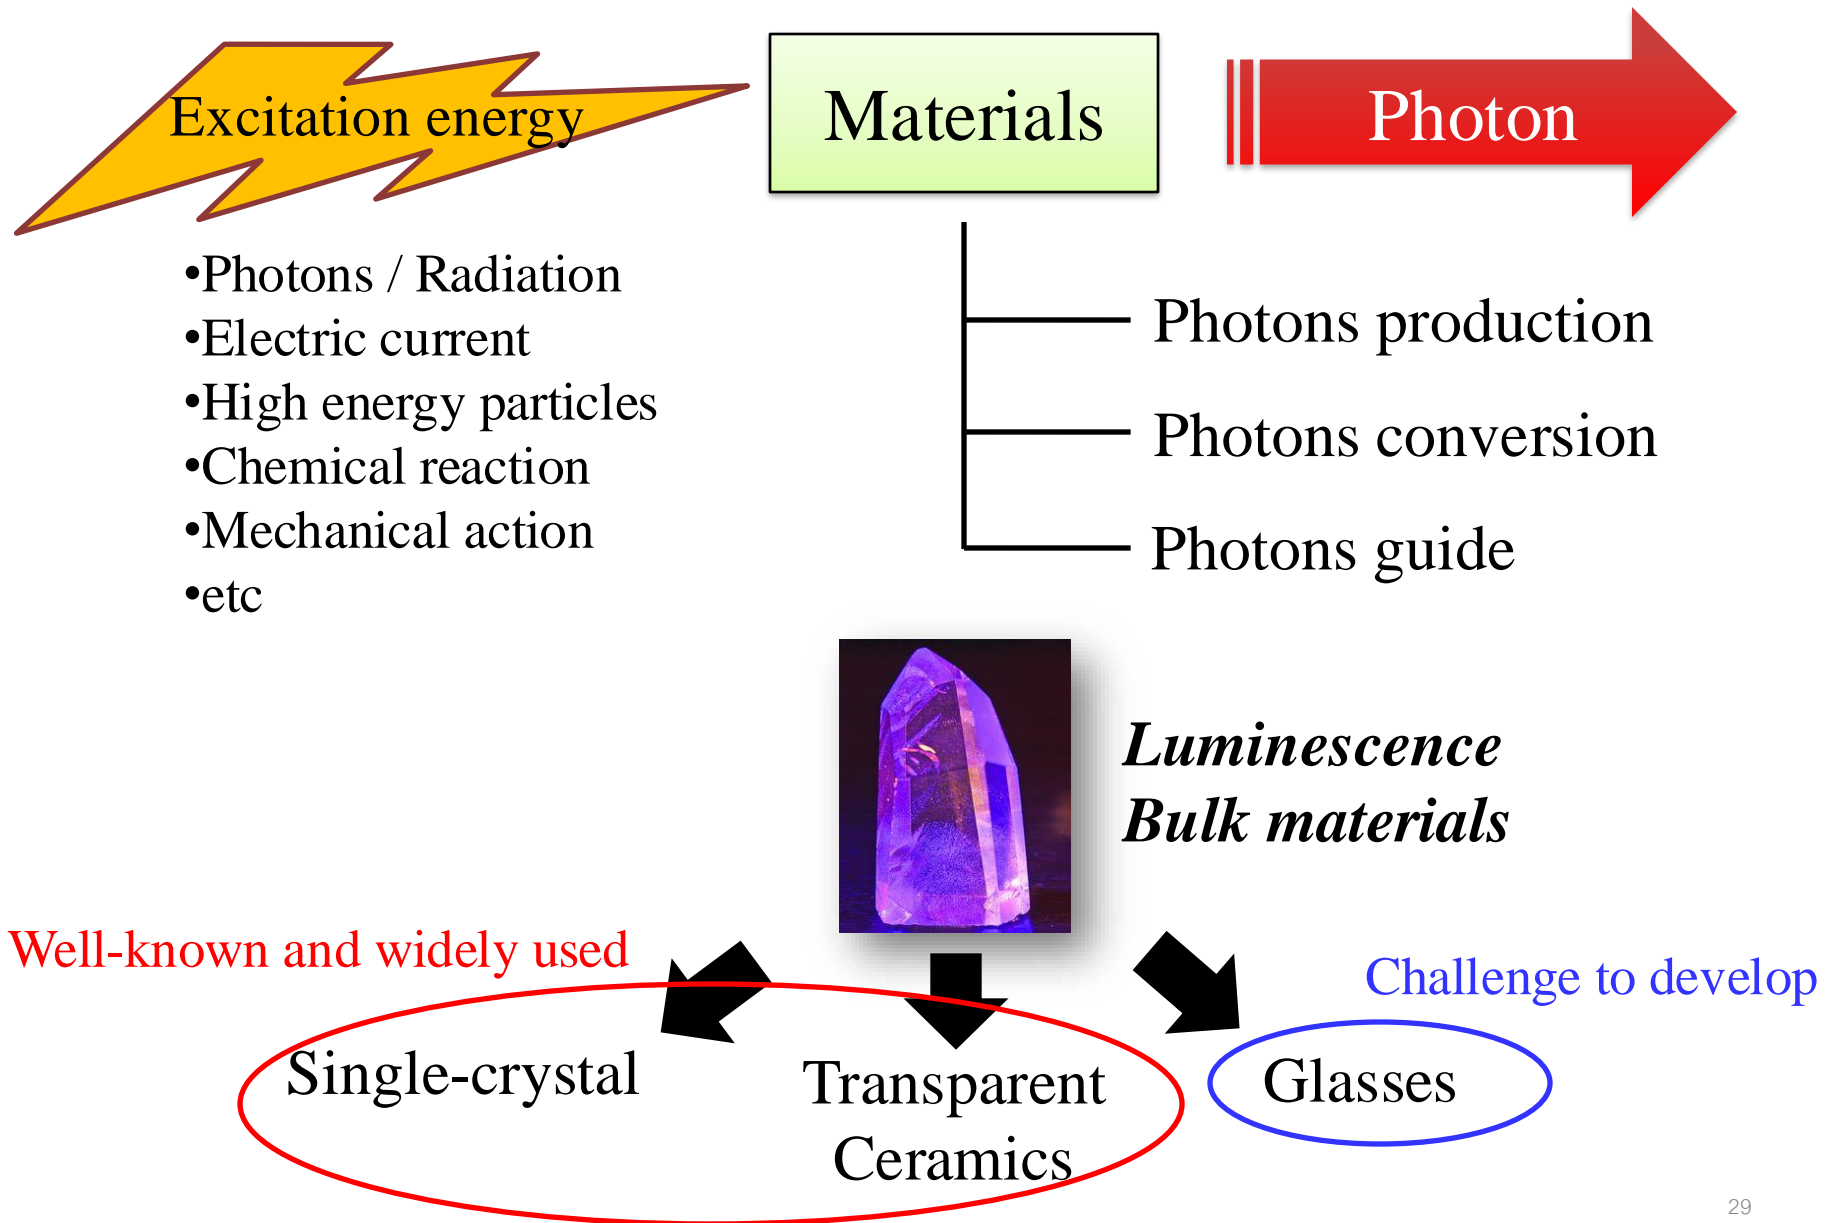 Excitation energy
Materials
Photon
•Photons / Radiation
•Electric current
•High energy particles
•Chemical reaction
•Mechanical action
•etc
Photons production
Photons conversion
Photons guide
Luminescence
Bulk materials
Well-known and widely used
Challenge to develop
Single-crystal
Transparent
Ceramics
Glasses
29